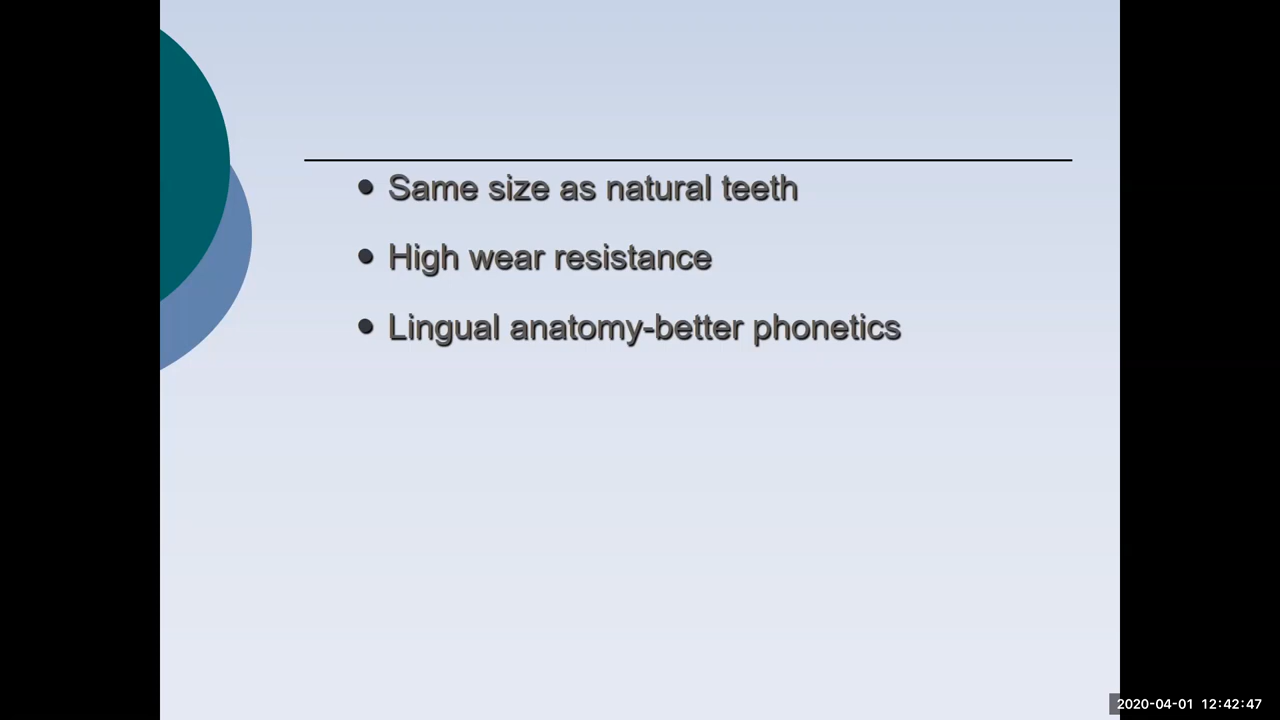 Same size as natural teeth
High wear resistance
Lingual anatomy-better phonetics
2020-04-01 12:42:47